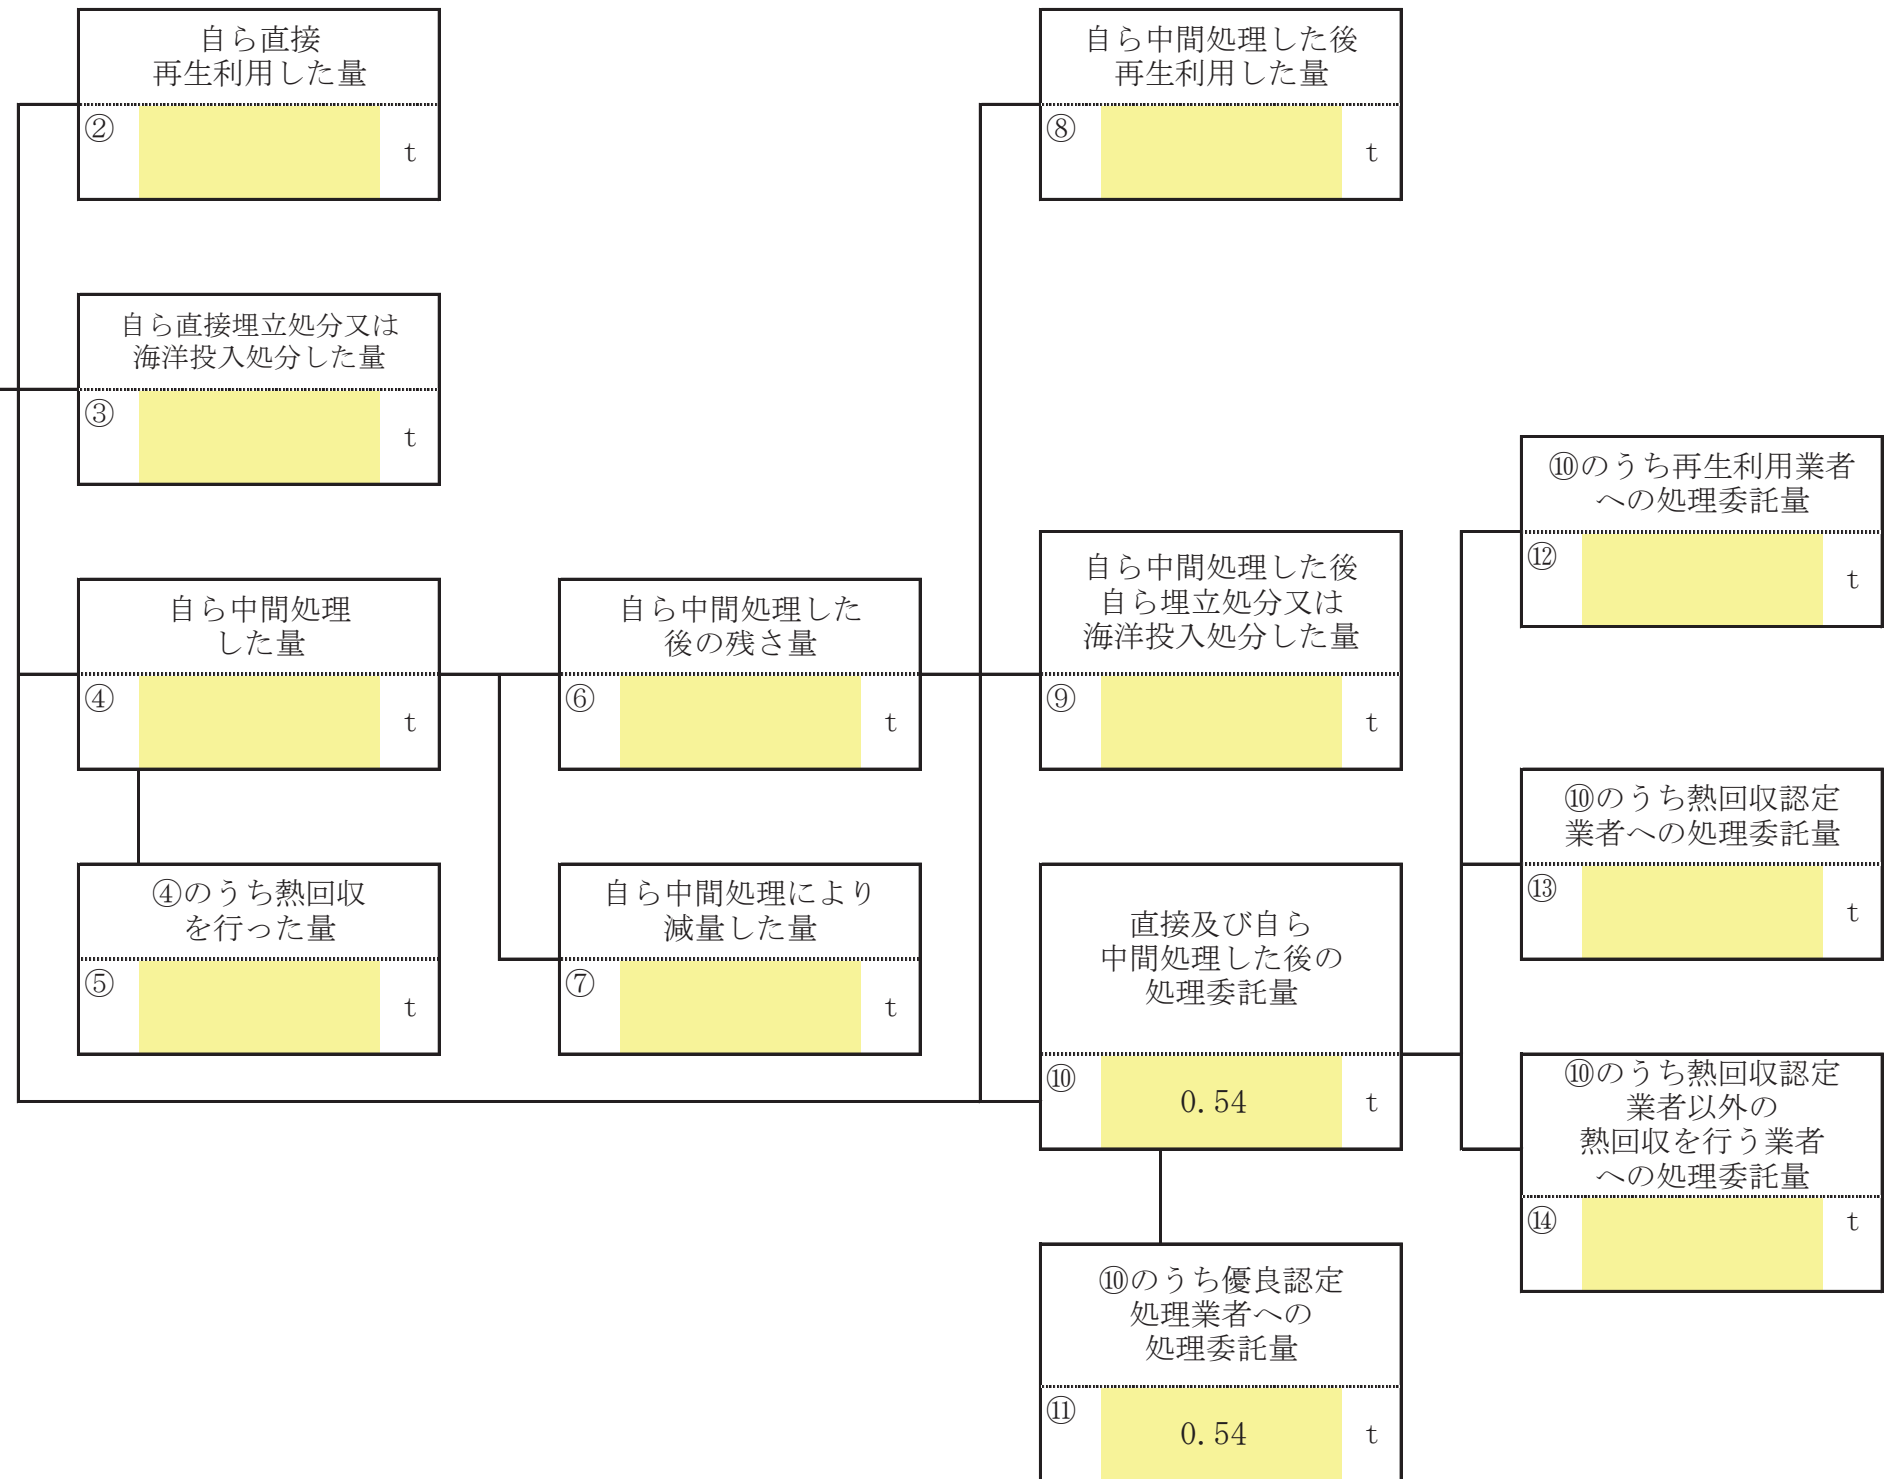 自ら直接
再生利用した量
②
t
自ら中間処理した後
再生利用した量
⑧
t
自ら直接埋立処分又は
海洋投入処分した量
③
t
⑩のうち再生利用業者
への処理委託量
⑫
t
自ら中間処理
した量
④
t
自ら中間処理した
後の残さ量
⑥
t
自ら中間処理した後
自ら埋立処分又は
海洋投入処分した量
⑨
t
⑩のうち熱回収認定
業者への処理委託量
⑬
t
④のうち熱回収
を行った量
⑤
t
自ら中間処理により
減量した量
⑦
t
直接及び自ら
中間処理した後の
処理委託量
⑩
0.54
t
⑩のうち熱回収認定
業者以外の
熱回収を行う業者
への処理委託量
⑭
t
⑩のうち優良認定
処理業者への
処理委託量
⑪
0.54
t